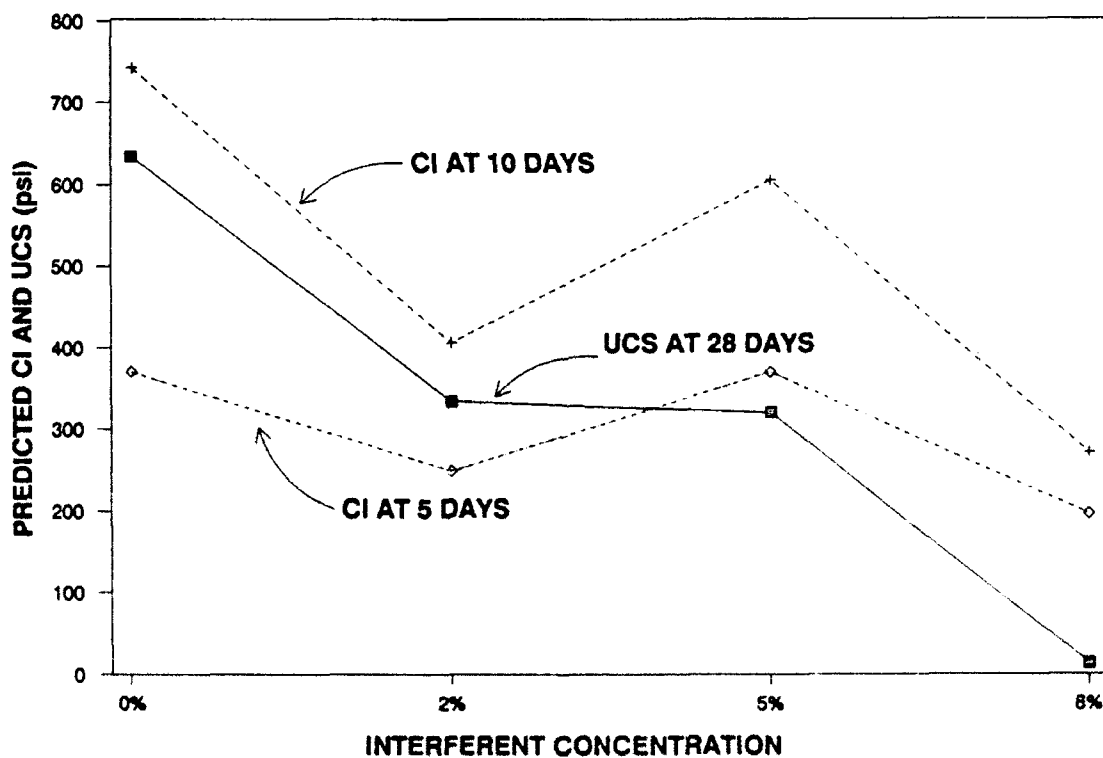 800
700
600
500
400
300
200
100
0
PREDICTED CI AND UCS (psi)
CI AT 10 DAYS
UCS AT 28 DAYS
CI AT 5 DAYS
0%
2%
5%
8%
INTERFERENT CONCENTRATION